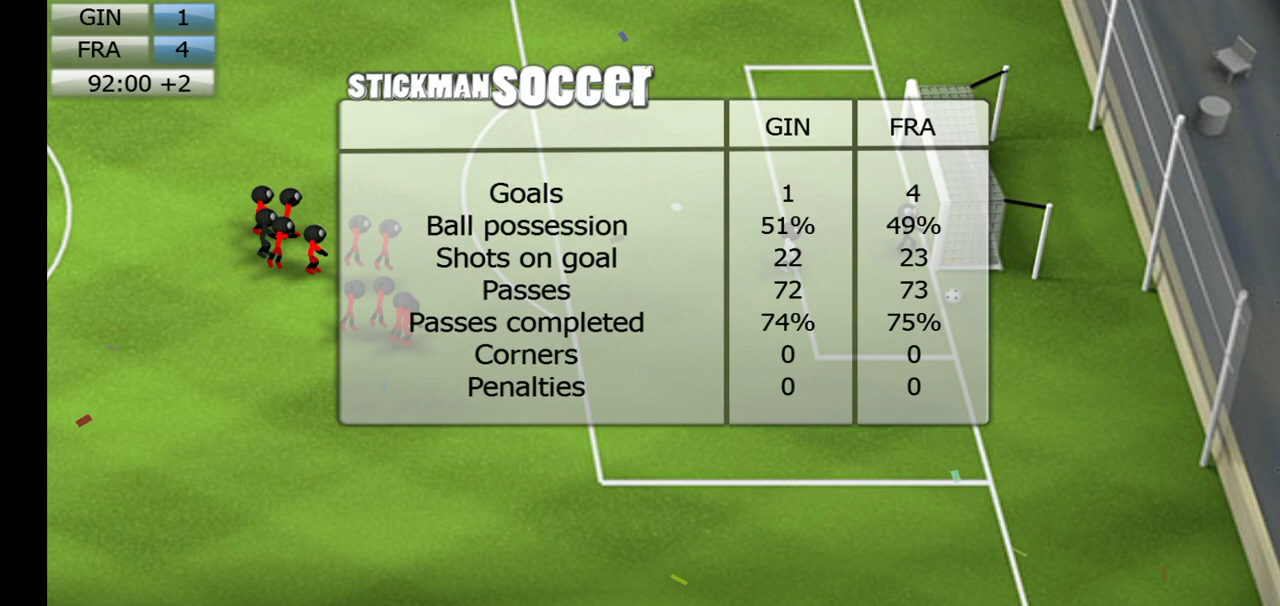 GIN 1
FRA 4
92:00 +2
STICKMAN SOCCER
GIN FRA
Goals 1 4
Ball possession 51% 49%
Shots on goal 22 23
Passes 72 73
Passes completed 74% 75%
Corners 0 0
Penalties 0 0